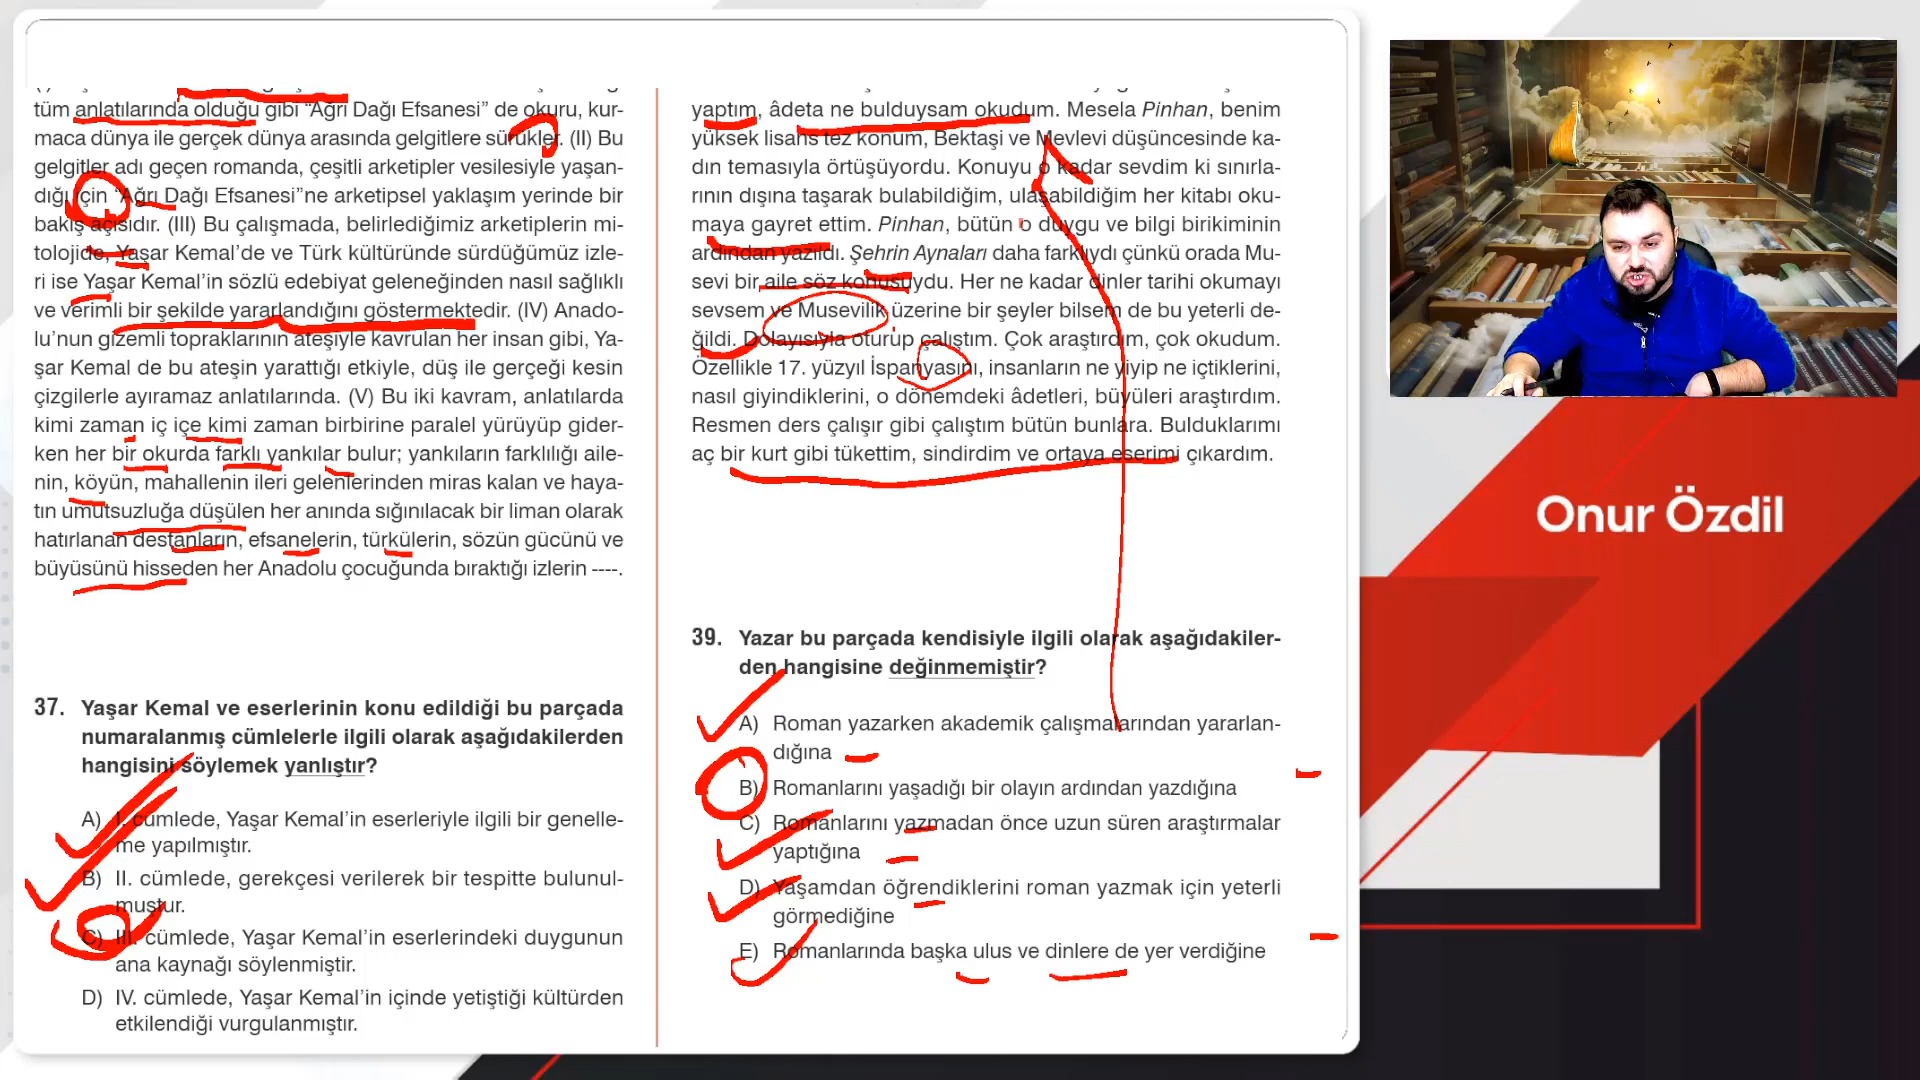 tüm anlatılarında olduğu gibi “Ağrı Dağı Efsanesi” de okuru, kur-
maca dünya ile gerçek dünya arasında gelgitlere sürükler. (II) Bu
gelgitler adı geçen romanda, çeşitli arketipler vesilesiyle yaşan-
dığı için “Ağrı Dağı Efsanesi”ne arketipsel yaklaşım yerinde bir
bakış açısıdır. (III) Bu çalışmada, belirlediğimiz arketiplerin mi-
tolojide, Yaşar Kemal’de ve Türk kültüründe sürdüğümüz izle-
ri ise Yaşar Kemal’in sözlü edebiyat geleneğinden nasıl sağlıklı
ve verimli bir şekilde yararlandığını göstermektedir. (IV) Anado-
lu’nun gizemli topraklarının ateşiyle kavrulan her insan gibi, Ya-
şar Kemal de bu ateşin yarattığı etkiyle, düş ile gerçeği kesin
çizgilerle ayıramaz anlatılarında. (V) Bu iki kavram, anlatılarda
kimi zaman iç içe kimi zaman birbirine paralel yürüyüp gider-
ken her bir okurda farklı yankılar bulur; yankıların farklılığı aile-
nin, köyün, mahallenin ileri gelenlerinden miras kalan ve haya-
tın umutsuzluğa düşülen her anında sığınılacak bir liman olarak
hatırlanan destanların, efsanelerin, türkülerin, sözün gücünü ve
büyüsünü hisseden her Anadolu çocuğunda bıraktığı izlerin ----.
37. Yaşar Kemal ve eserlerinin konu edildiği bu parçada
numaralanmış cümlelerle ilgili olarak aşağıdakilerden
hangisini söylemek yanlıştır?
A) I. cümlede, Yaşar Kemal’in eserleriyle ilgili bir genelle-
me yapılmıştır.
B) II. cümlede, gerekçesi verilerek bir tespitte bulunul-
muştur.
C) III. cümlede, Yaşar Kemal’in eserlerindeki duygunun
ana kaynağı söylenmiştir.
D) IV. cümlede, Yaşar Kemal’in içinde yetiştiği kültürden
etkilendiği vurgulanmıştır.
yaptım, âdeta ne bulduysam okudum. Mesela Pinhan, benim
yüksek lisans tez konum, Bektaşi ve Mevlevi düşüncesinde ka-
dın temasıyla örtüşüyordu. Konuyu o kadar sevdim ki sınırla-
rının dışına taşarak bulabildiğim, ulaşabildiğim her kitabı oku-
maya gayret ettim. Pinhan, bütün o duygu ve bilgi birikiminin
ardından yazıldı. Şehrin Aynaları daha farklıydı çünkü orada Mu-
sevi bir aile söz konusuydu. Her ne kadar dinler tarihi okumayı
sevsem ve Musevilik üzerine bir şeyler bilsem de bu yeterli de-
ğildi. Dolayısıyla oturup çalıştım. Çok araştırdım, çok okudum.
Özellikle 17. yüzyıl İspanyasını, insanların ne yiyip ne içtiklerini,
nasıl giyindiklerini, o dönemdeki âdetleri, büyüleri araştırdım.
Resmen ders çalışır gibi çalıştım bütün bunlara. Bulduklarımı
aç bir kurt gibi tükettim, sindirdim ve ortaya eserimi çıkardım.
39. Yazar bu parçada kendisiyle ilgili olarak aşağıdakiler-
den hangisine değinmemiştir?
A) Roman yazarken akademik çalışmalarından yararlan-
dığına
B) Romanlarını yaşadığı bir olayın ardından yazdığına
C) Romanlarını yazmadan önce uzun süren araştırmalar
yaptığına
D) Yaşamdan öğrendiklerini roman yazmak için yeterli
görmediğine
E) Romanlarında başka ulus ve dinlere de yer verdiğine
Onur Özdil